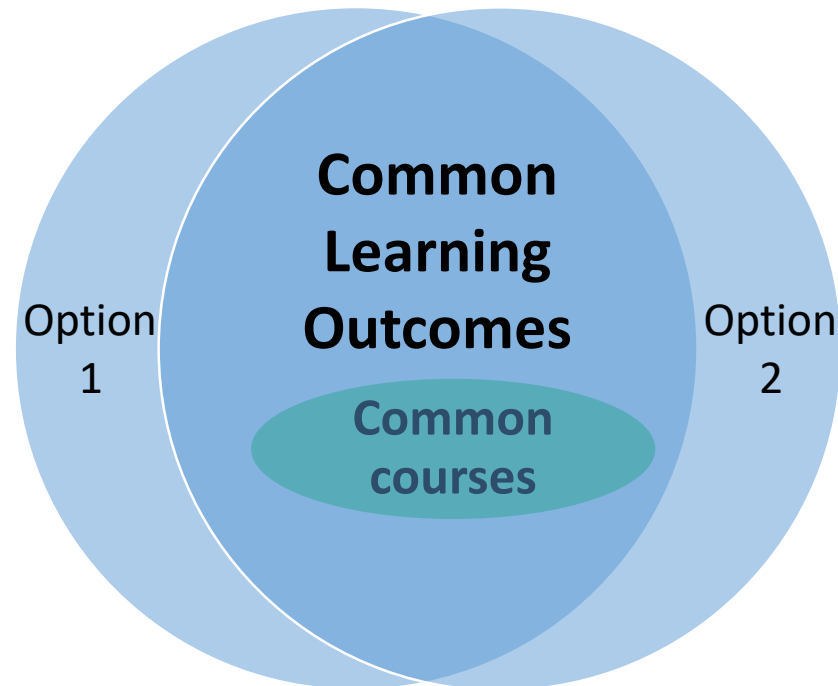 Common
Learning
Outcomes
Option
1
Option
2
Common
courses